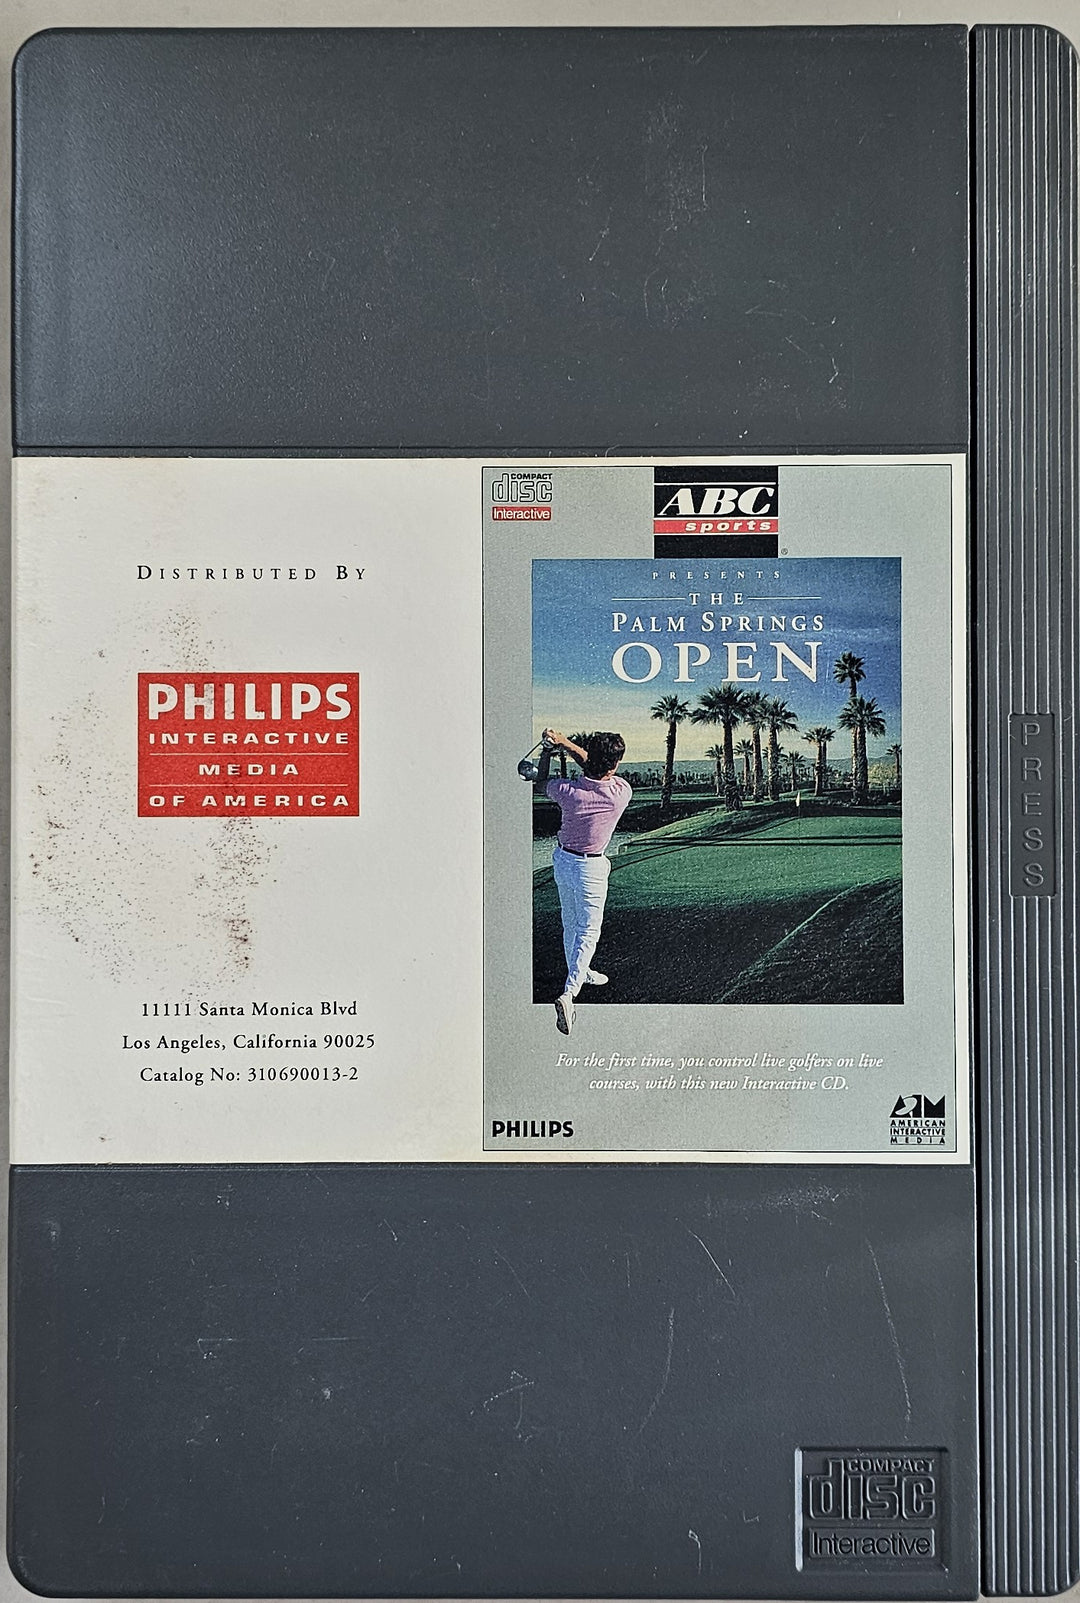 DISTRIBUTED BY
PHILIPS
INTERACTIVE
MEDIA
OF AMERICA
11111 Santa Monica Blvd
Los Angeles, California 90025
Catalog No: 310690013-2
COMPACT
disc
Interactive
ABC
sports
®
PRESENTS
THE
PALM SPRINGS
OPEN
For the first time, you control live golfers on live
courses, with this new Interactive CD.
PHILIPS
AIM
AMERICAN
INTERACTIVE
MEDIA
PRESS
COMPACT
disc
Interactive